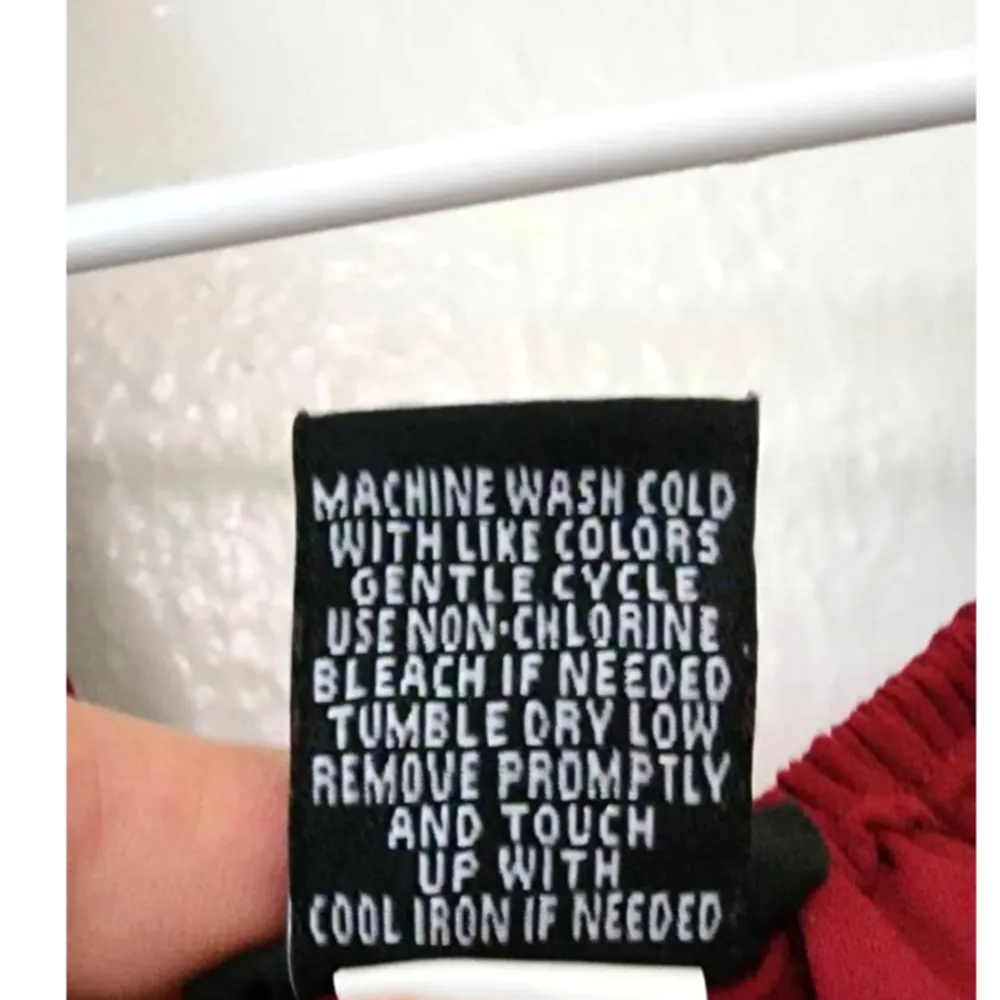 MACHINE WASH COLD
WITH LIKE COLORS
GENTLE CYCLE
USE NON-CHLORINE
BLEACH IF NEEDED
TUMBLE DRY LOW
REMOVE PROMPTLY
AND TOUCH
UP WITH
COOL IRON IF NEEDED